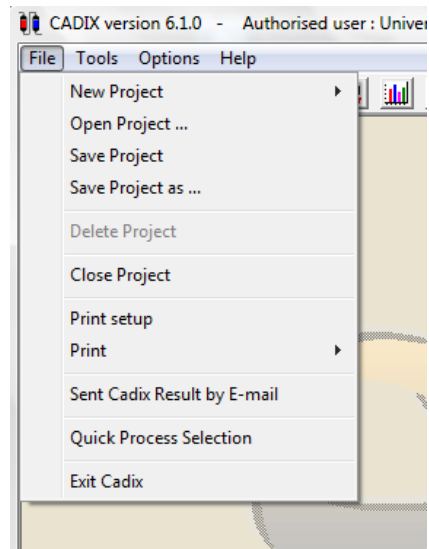 CADIX version 6.1.0 - Authorised user : Univer
File Tools Options Help
New Project
Open Project ...
Save Project
Save Project as ...
Delete Project
Close Project
Print setup
Print
Sent Cadix Result by E-mail
Quick Process Selection
Exit Cadix